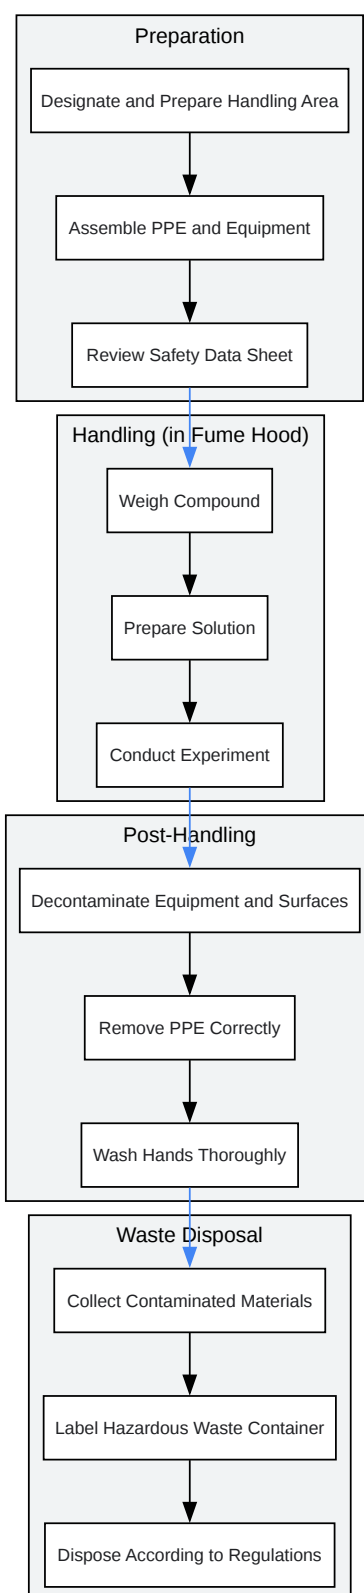 Preparation
Designate and Prepare Handling Area
Assemble PPE and Equipment
Review Safety Data Sheet
Handling (in Fume Hood)
Weigh Compound
Prepare Solution
Conduct Experiment
Post-Handling
Decontaminate Equipment and Surfaces
Remove PPE Correctly
Wash Hands Thoroughly
Waste Disposal
Collect Contaminated Materials
Label Hazardous Waste Container
Dispose According to Regulations